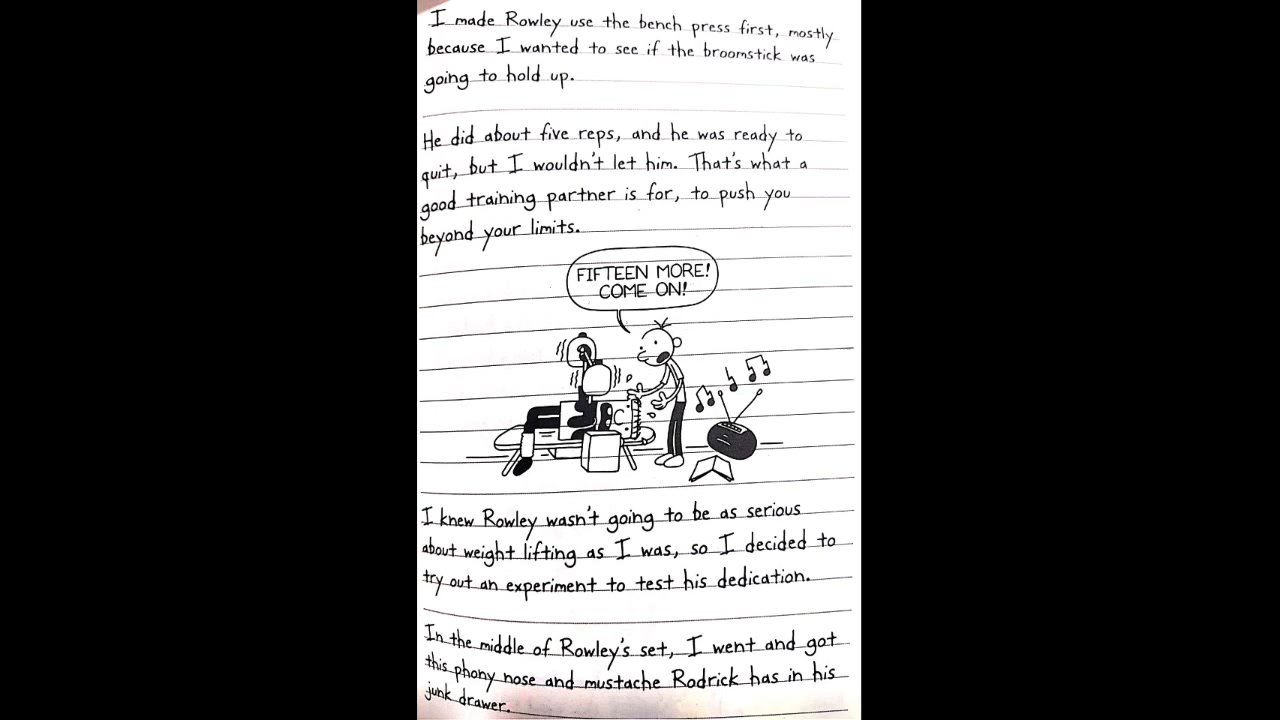 I made Rowley use the bench press first, mostly
because I wanted to see if the broomstick was
going to hold up.
He did about five reps, and he was ready to
quit, but I wouldn't let him. That's what a
good training partner is for, to push you
beyond your limits.
FIFTEEN MORE!
COME ON!
I knew Rowley wasn't going to be as serious
about weight lifting as I was, so I decided to
try out an experiment to test his dedication.
In the middle of Rowley's set, I went and got
this phony nose and mustache Rodrick has in his
junk drawer.